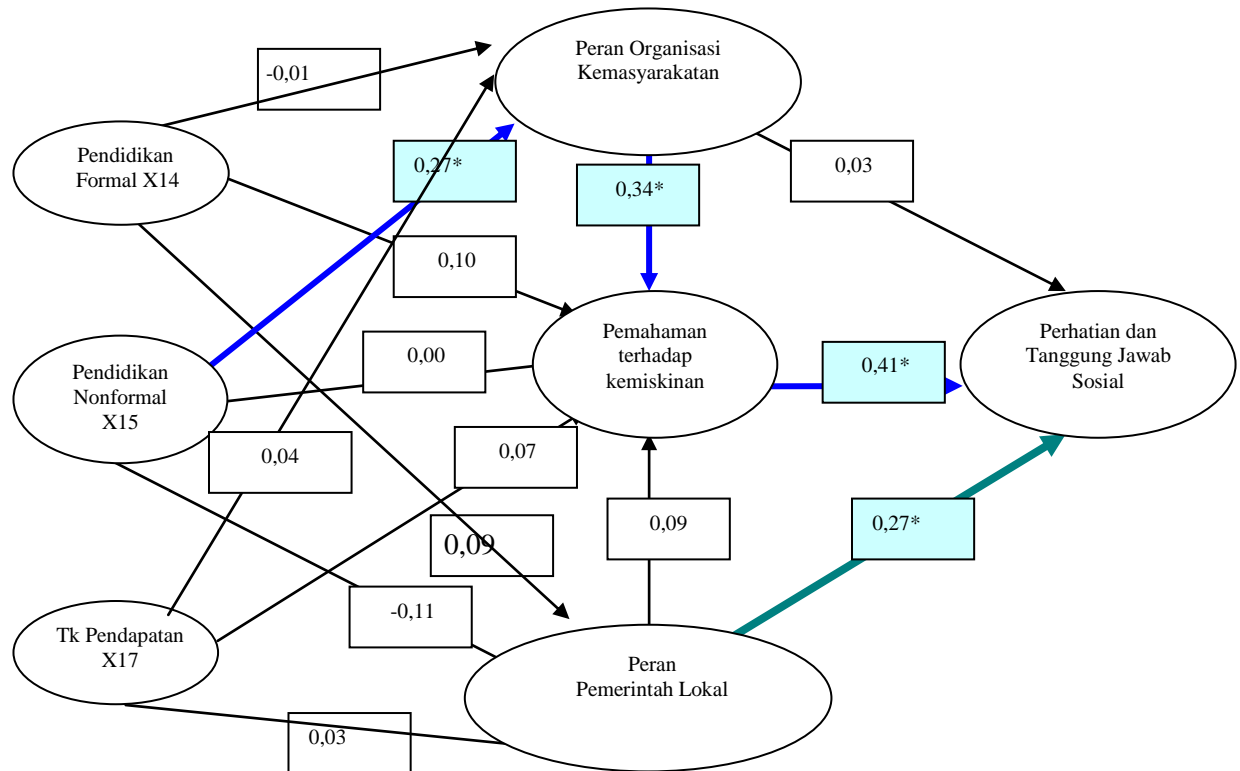 Peran Organisasi
Kemasyarakatan
-0,01
Pendidikan
Formal X14
0,27*
0,34*
0,03
0,10
Pendidikan
Nonformal
X15
0,00
Pemahaman
terhadap
kemiskinan
0,41*
Perhatian dan
Tanggung Jawab
Sosial
0,04
0,07
0,09
0,09
0,27*
-0,11
Tk Pendapatan
X17
Peran
Pemerintah Lokal
0,03